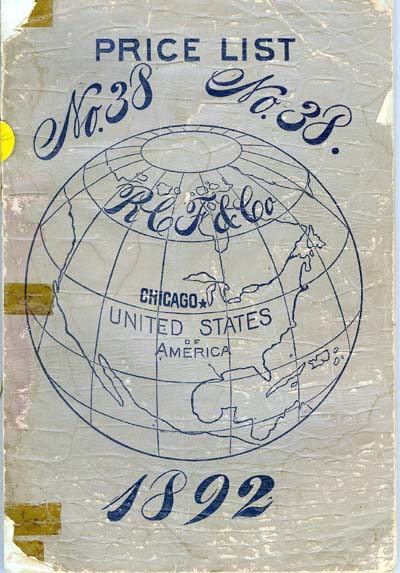 PRICE LIST
No. 38 No. 38.
R C F & Co
CHICAGO
UNITED STATES
OF
AMERICA
1892